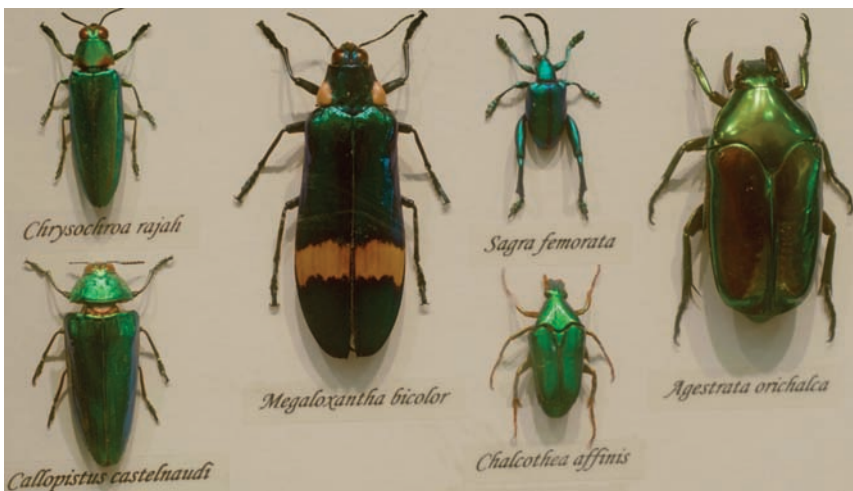 Chrysochroa rajah
Sagra femorata
Megaloxantha bicolor
Agestrata orichalca
Callopistus castelnaudi
Chalcothea affinis